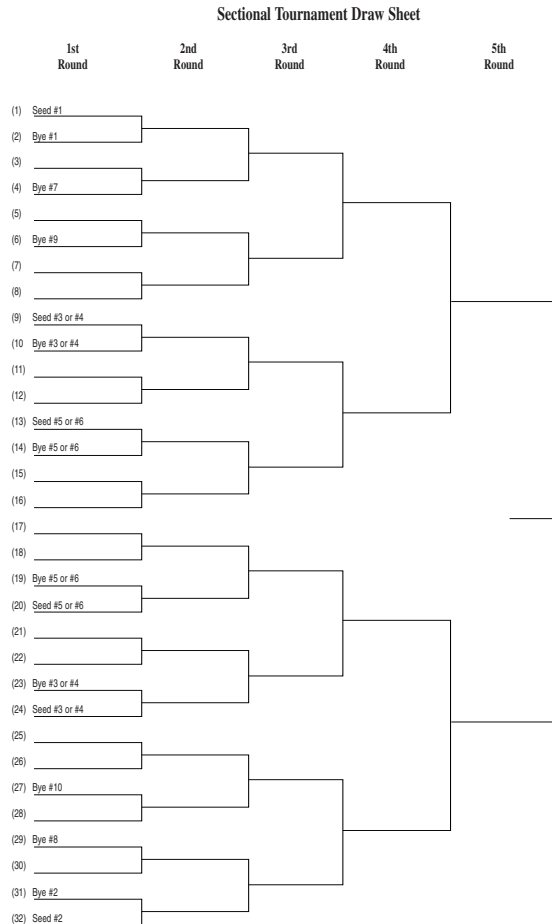 Sectional Tournament Draw Sheet
1st Round
2nd Round
3rd Round
4th Round
5th Round
(1) Seed #1
(2) Bye #1
(3)
(4) Bye #7
(5)
(6) Bye #9
(7)
(8)
(9) Seed #3 or #4
(10 Bye #3 or #4
(11)
(12)
(13) Seed #5 or #6
(14) Bye #5 or #6
(15)
(16)
(17)
(18)
(19) Bye #5 or #6
(20) Seed #5 or #6
(21)
(22)
(23) Bye #3 or #4
(24) Seed #3 or #4
(25)
(26)
(27) Bye #10
(28)
(29) Bye #8
(30)
(31) Bye #2
(32) Seed #2